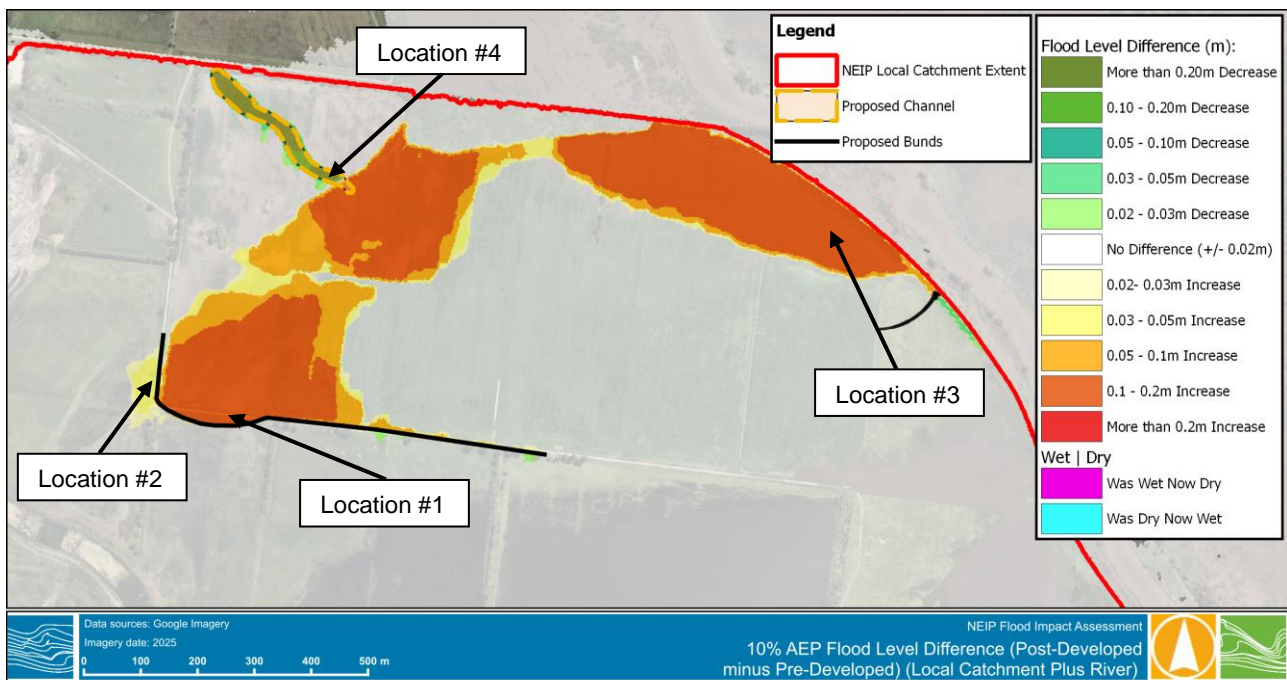 Location #4
Legend
NEIP Local Catchment Extent
Proposed Channel
Proposed Bunds
Flood Level Difference (m):
More than 0.20m Decrease
0.10 - 0.20m Decrease
0.05 - 0.10m Decrease
0.03 - 0.05m Decrease
0.02 - 0.03m Decrease
No Difference (+/- 0.02m)
0.02- 0.03m Increase
0.03 - 0.05m Increase
0.05 - 0.1m Increase
0.1 - 0.2m Increase
More than 0.2m Increase
Wet | Dry
Was Wet Now Dry
Was Dry Now Wet
Location #3
Location #2
Location #1
Data sources: Google Imagery
Imagery date: 2025
0 100 200 300 400 500 m
NEIP Flood Impact Assessment
10% AEP Flood Level Difference (Post-Developed
minus Pre-Developed) (Local Catchment Plus River)